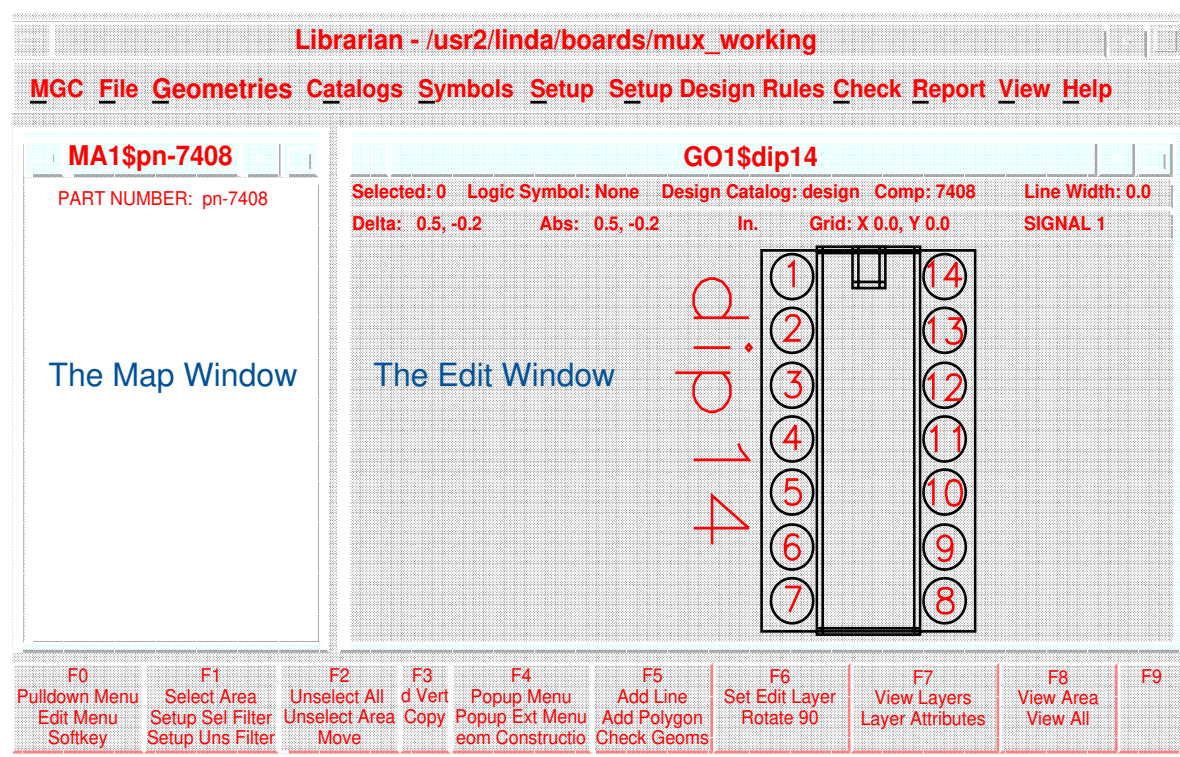 Librarian - /usr2/linda/boards/mux_working
MGC File Geometries Catalogs Symbols Setup Setup Design Rules Check Report View Help
MA1$pn-7408
PART NUMBER: pn-7408
The Map Window
GO1$dip14
Selected: 0 Logic Symbol: None Design Catalog: design Comp: 7408 Line Width: 0.0
Delta: 0.5, -0.2 Abs: 0.5, -0.2 In. Grid: X 0.0, Y 0.0 SIGNAL 1
The Edit Window
dip14
1 14
2 13
3 12
4 11
5 10
6 9
7 8
F0 F1 F2 F3 F4 F5 F6 F7 F8 F9
Pulldown Menu Select Area Unselect All d Vert Popup Menu Add Line Set Edit Layer View Layers View Area
Edit Menu Setup Sel Filter Unselect Area Copy Popup Ext Menu Add Polygon Rotate 90 Layer Attributes View All
Softkey Setup Uns Filter Move eom Constructio Check Geoms